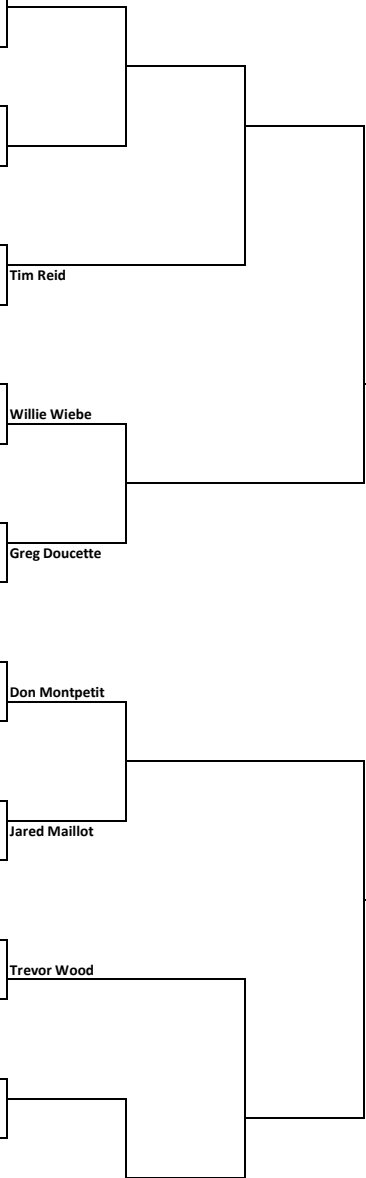 Tim Reid
Willie Wiebe
Greg Doucette
Don Montpetit
Jared Maillot
Trevor Wood